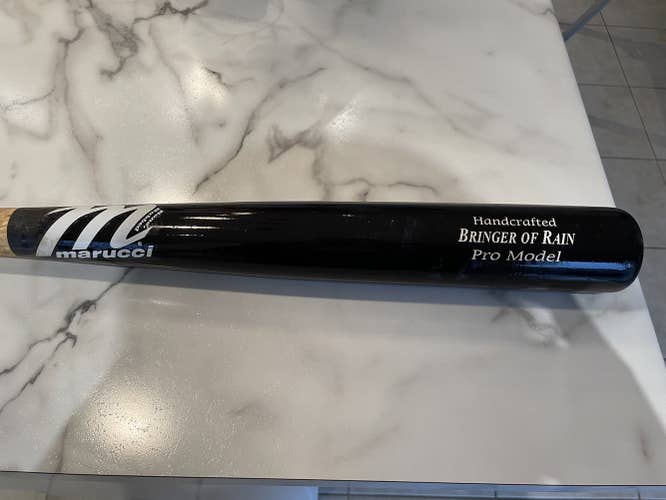 marucci
Handcrafted
BRINGER OF RAIN
Pro Model